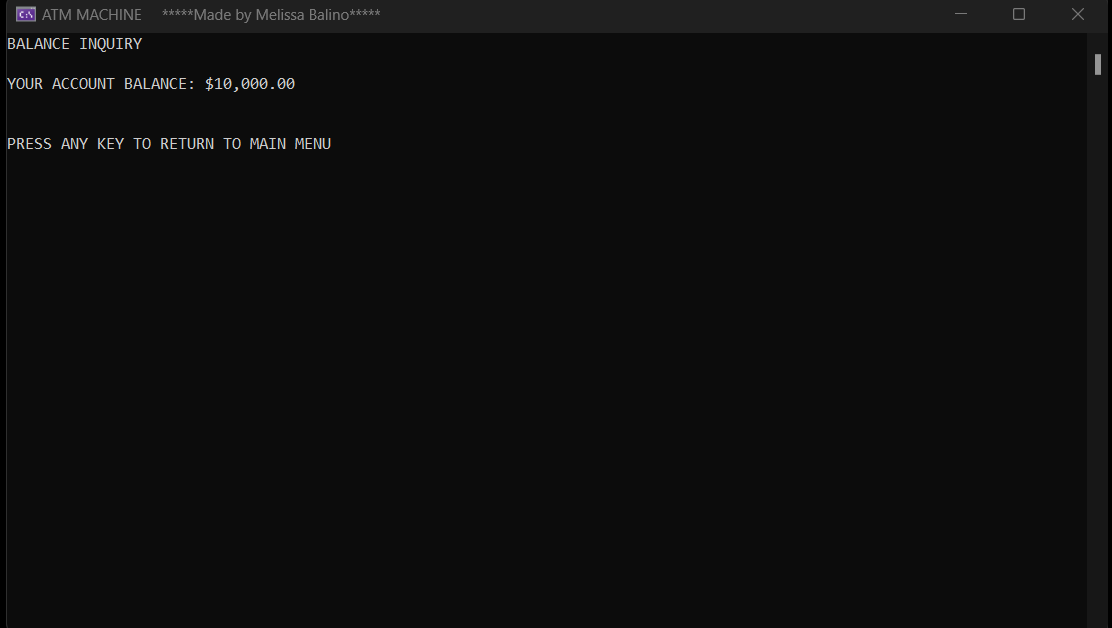 ATM MACHINE *****Made by Melissa Balino*****
BALANCE INQUIRY
YOUR ACCOUNT BALANCE: $10,000.00
PRESS ANY KEY TO RETURN TO MAIN MENU